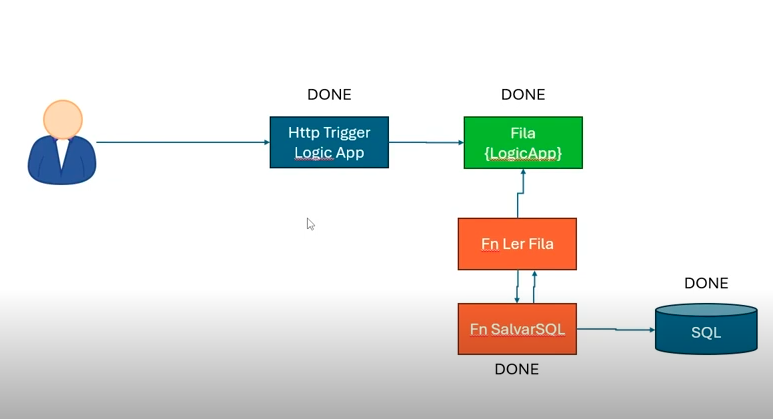 DONE
DONE
Http Trigger
Logic App
Fila
{LogicApp}
Fn Ler Fila
DONE
Fn SalvarSQL
SQL
DONE